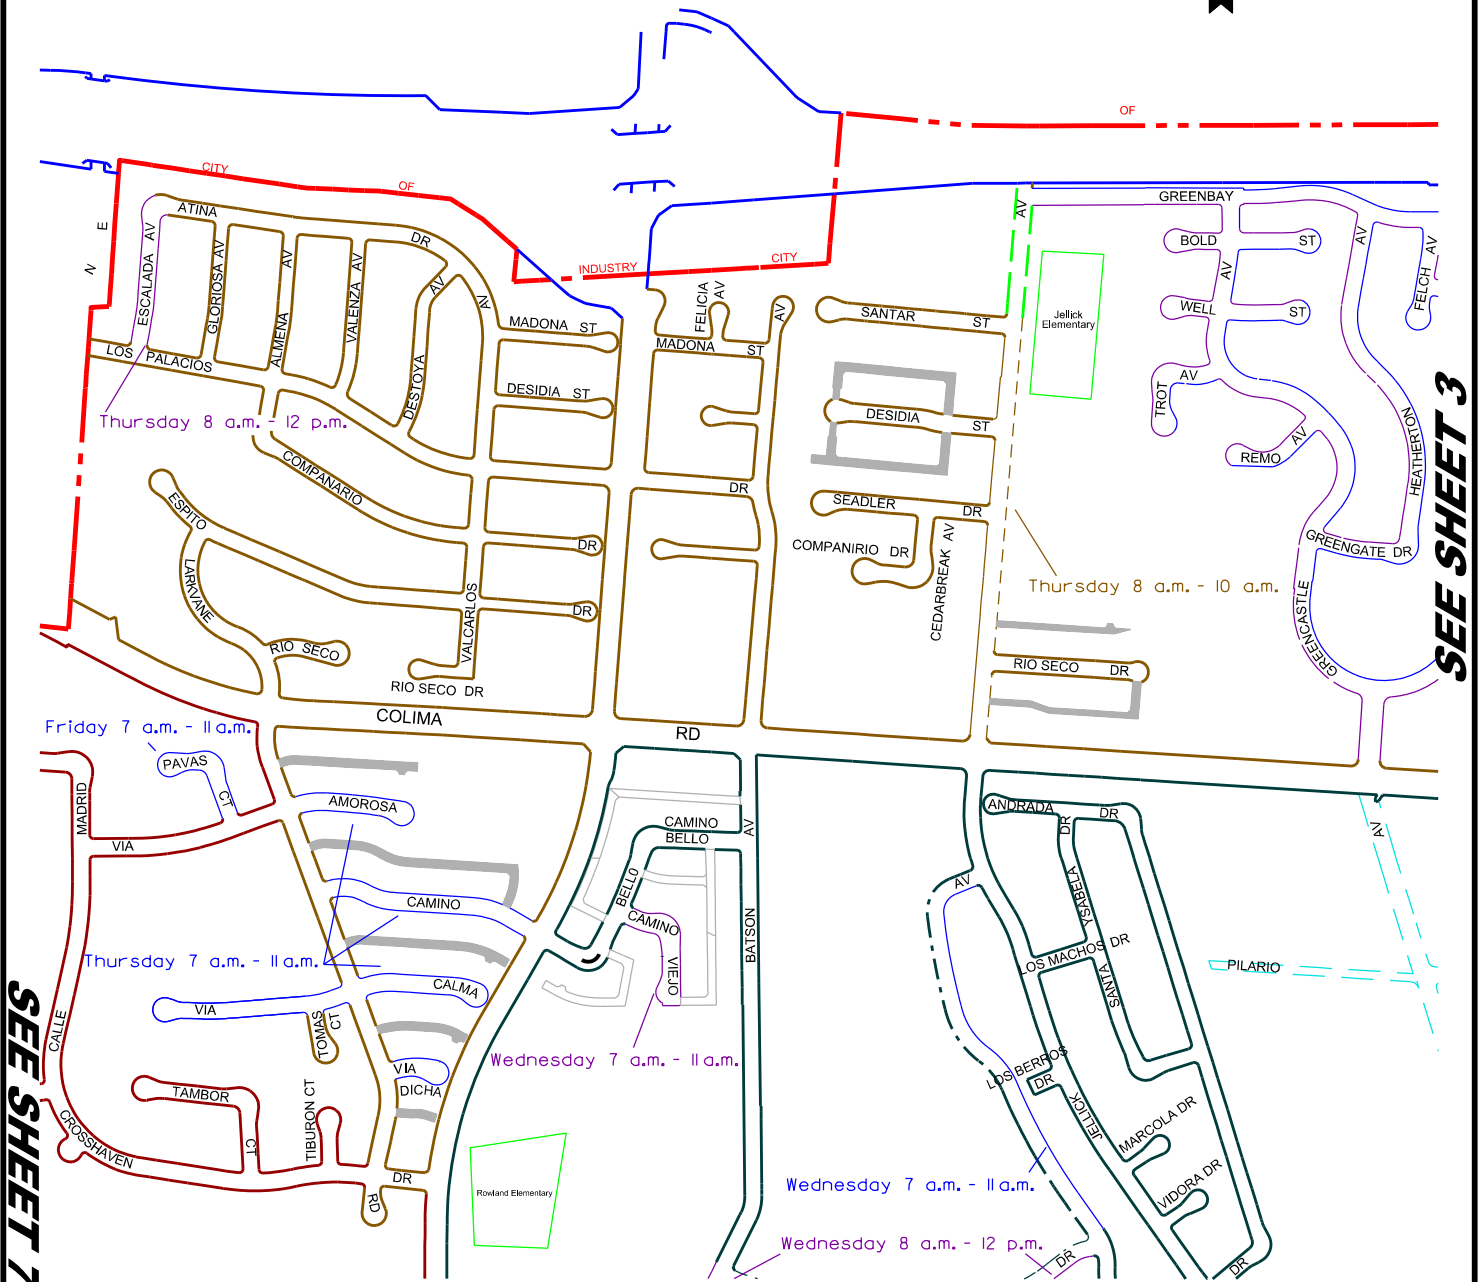 OF
CITY
OF
INDUSTRY
CITY
N E
ATINA
DR
ESCALADA AV
GLORIOSA AV
ALMENA
AV
VALENZA AV
DESTOYA
AV
AV
LOS PALACIOS
MADONA ST
DESIDIA ST
FELICIA
AV
AV
MADONA
ST
SANTAR
ST
AV
Jellick
Elementary
GREENBAY
BOLD
ST
AV
AV
AV
FELCH
WELL
ST
TROT
AV
REMO
AV
HEATHERTON
GREENGATE DR
GREENCASTLE
SEE SHEET 3
Thursday 8 a.m. - 12 p.m.
DESIDIA
ST
COMPANARIO
DR
SEADLER
DR
ESPITO
DR
COMPANIRIO DR
CEDARBREAK AV
Thursday 8 a.m. - 10 a.m.
LARKVANE
DR
VALCARLOS
RIO SECO
RIO SECO DR
RIO SECO
DR
COLIMA
RD
Friday 7 a.m. - 11 a.m.
PAVAS
CT
MADRID
VIA
AMOROSA
CAMINO
BELLO
AV
BELLO
CAMINO
VIEJO
BATSON
ANDRADA
DR
DR
YSABELA
AV
AV
CAMINO
Thursday 7 a.m. - 11 a.m.
CALMA
VIA
TOMAS
CT
LOS MACHOS DR
SANTA
PILARIO
CALLE
SEE SHEET 7
VIA
DICHA
Wednesday 7 a.m. - 11 a.m.
LOS BERROS
DR
JELLICK
MARCOLA DR
VIDORA DR
TAMBOR
CT
TIBURON CT
CROSSHAVEN
DR
RD
Rowland Elementary
Wednesday 7 a.m. - 11 a.m.
Wednesday 8 a.m. - 12 p.m.
DR
DR